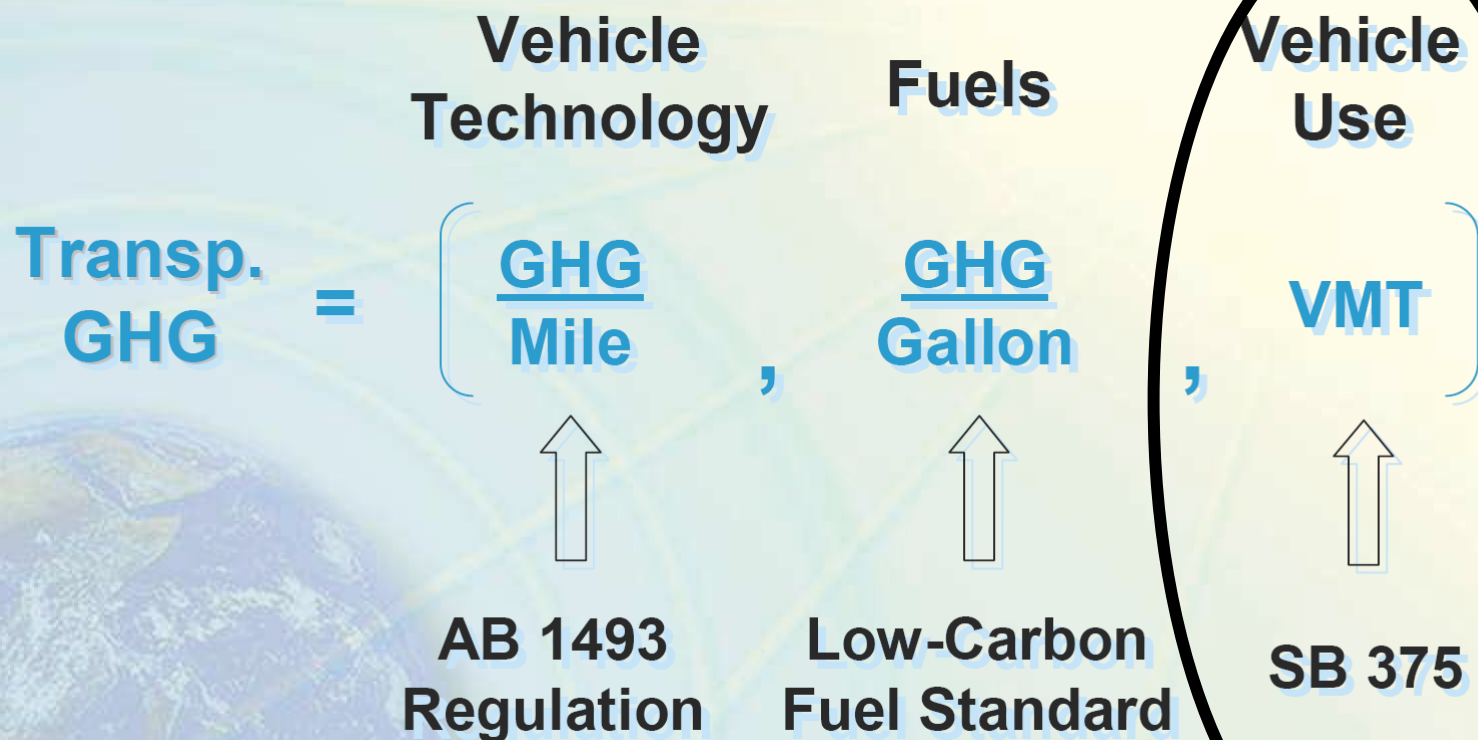 Vehicle
Technology
Fuels
Vehicle
Use
Transp.
GHG
=
GHG
Mile
,
GHG
Gallon
,
VMT
AB 1493
Regulation
Low-Carbon
Fuel Standard
SB 375